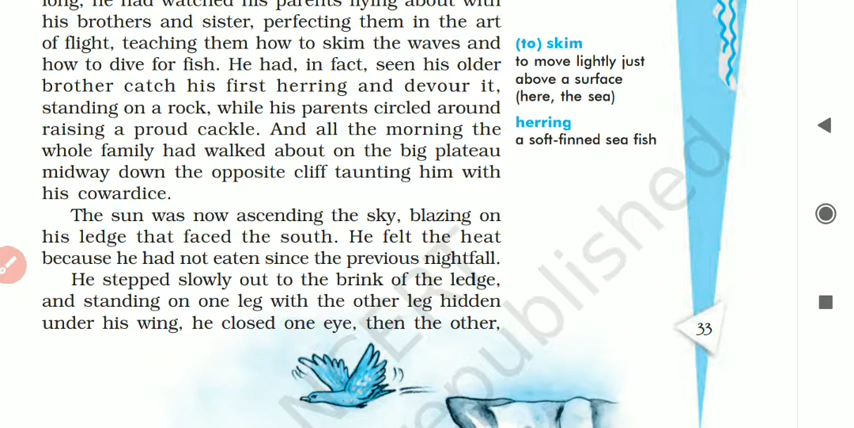 long, he had watched his parents flying about with
his brothers and sister, perfecting them in the art
of flight, teaching them how to skim the waves and
how to dive for fish. He had, in fact, seen his older
brother catch his first herring and devour it,
standing on a rock, while his parents circled around
raising a proud cackle. And all the morning the
whole family had walked about on the big plateau
midway down the opposite cliff taunting him with
his cowardice.
The sun was now ascending the sky, blazing on
his ledge that faced the south. He felt the heat
because he had not eaten since the previous nightfall.
He stepped slowly out to the brink of the ledge,
and standing on one leg with the other leg hidden
under his wing, he closed one eye, then the other,
(to) skim
to move lightly just
above a surface
(here, the sea)
herring
a soft-finned sea fish
33
NCERT
republished